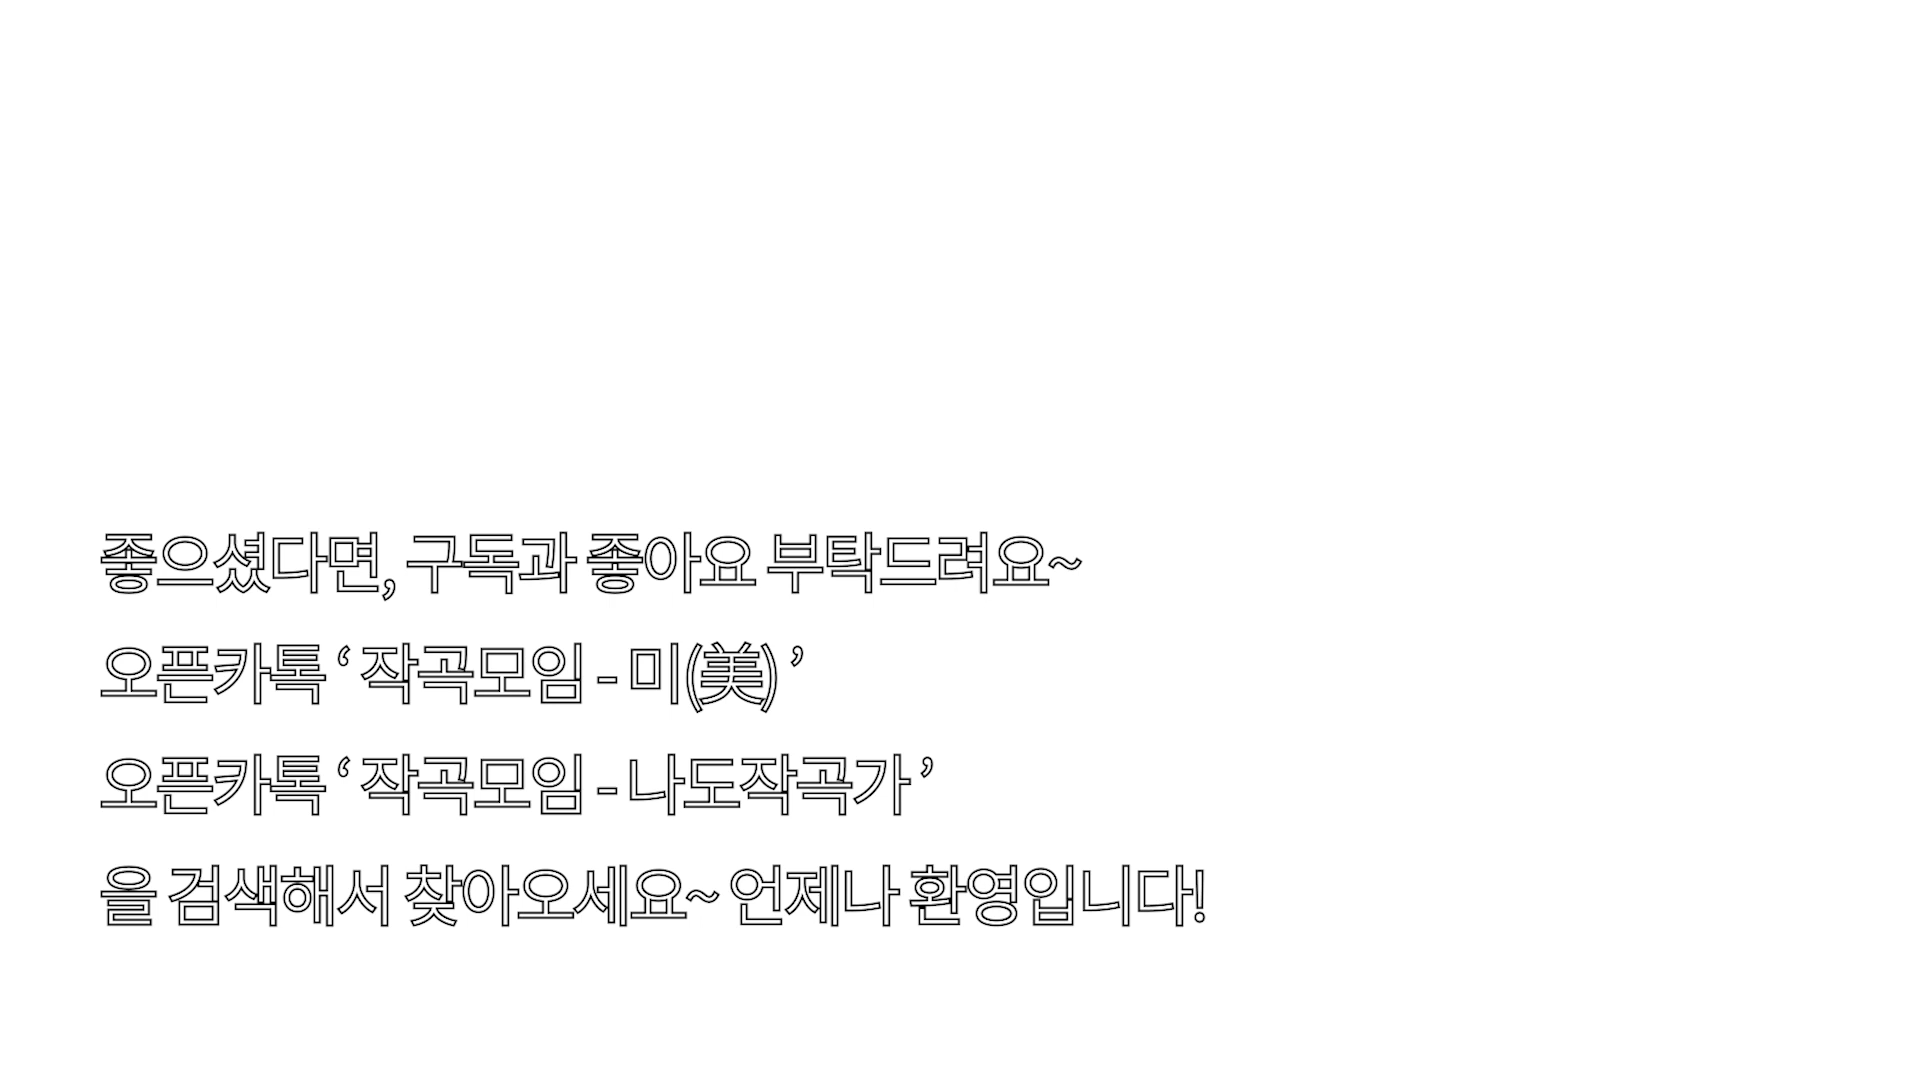 좋으셨다면, 구독과 좋아요 부탁드려요~
오픈카톡 ‘ 작곡모임 - 미(美) ’
오픈카톡 ‘ 작곡모임 - 나도작곡가 ’
을 검색해서 찾아오세요~ 언제나 환영입니다!